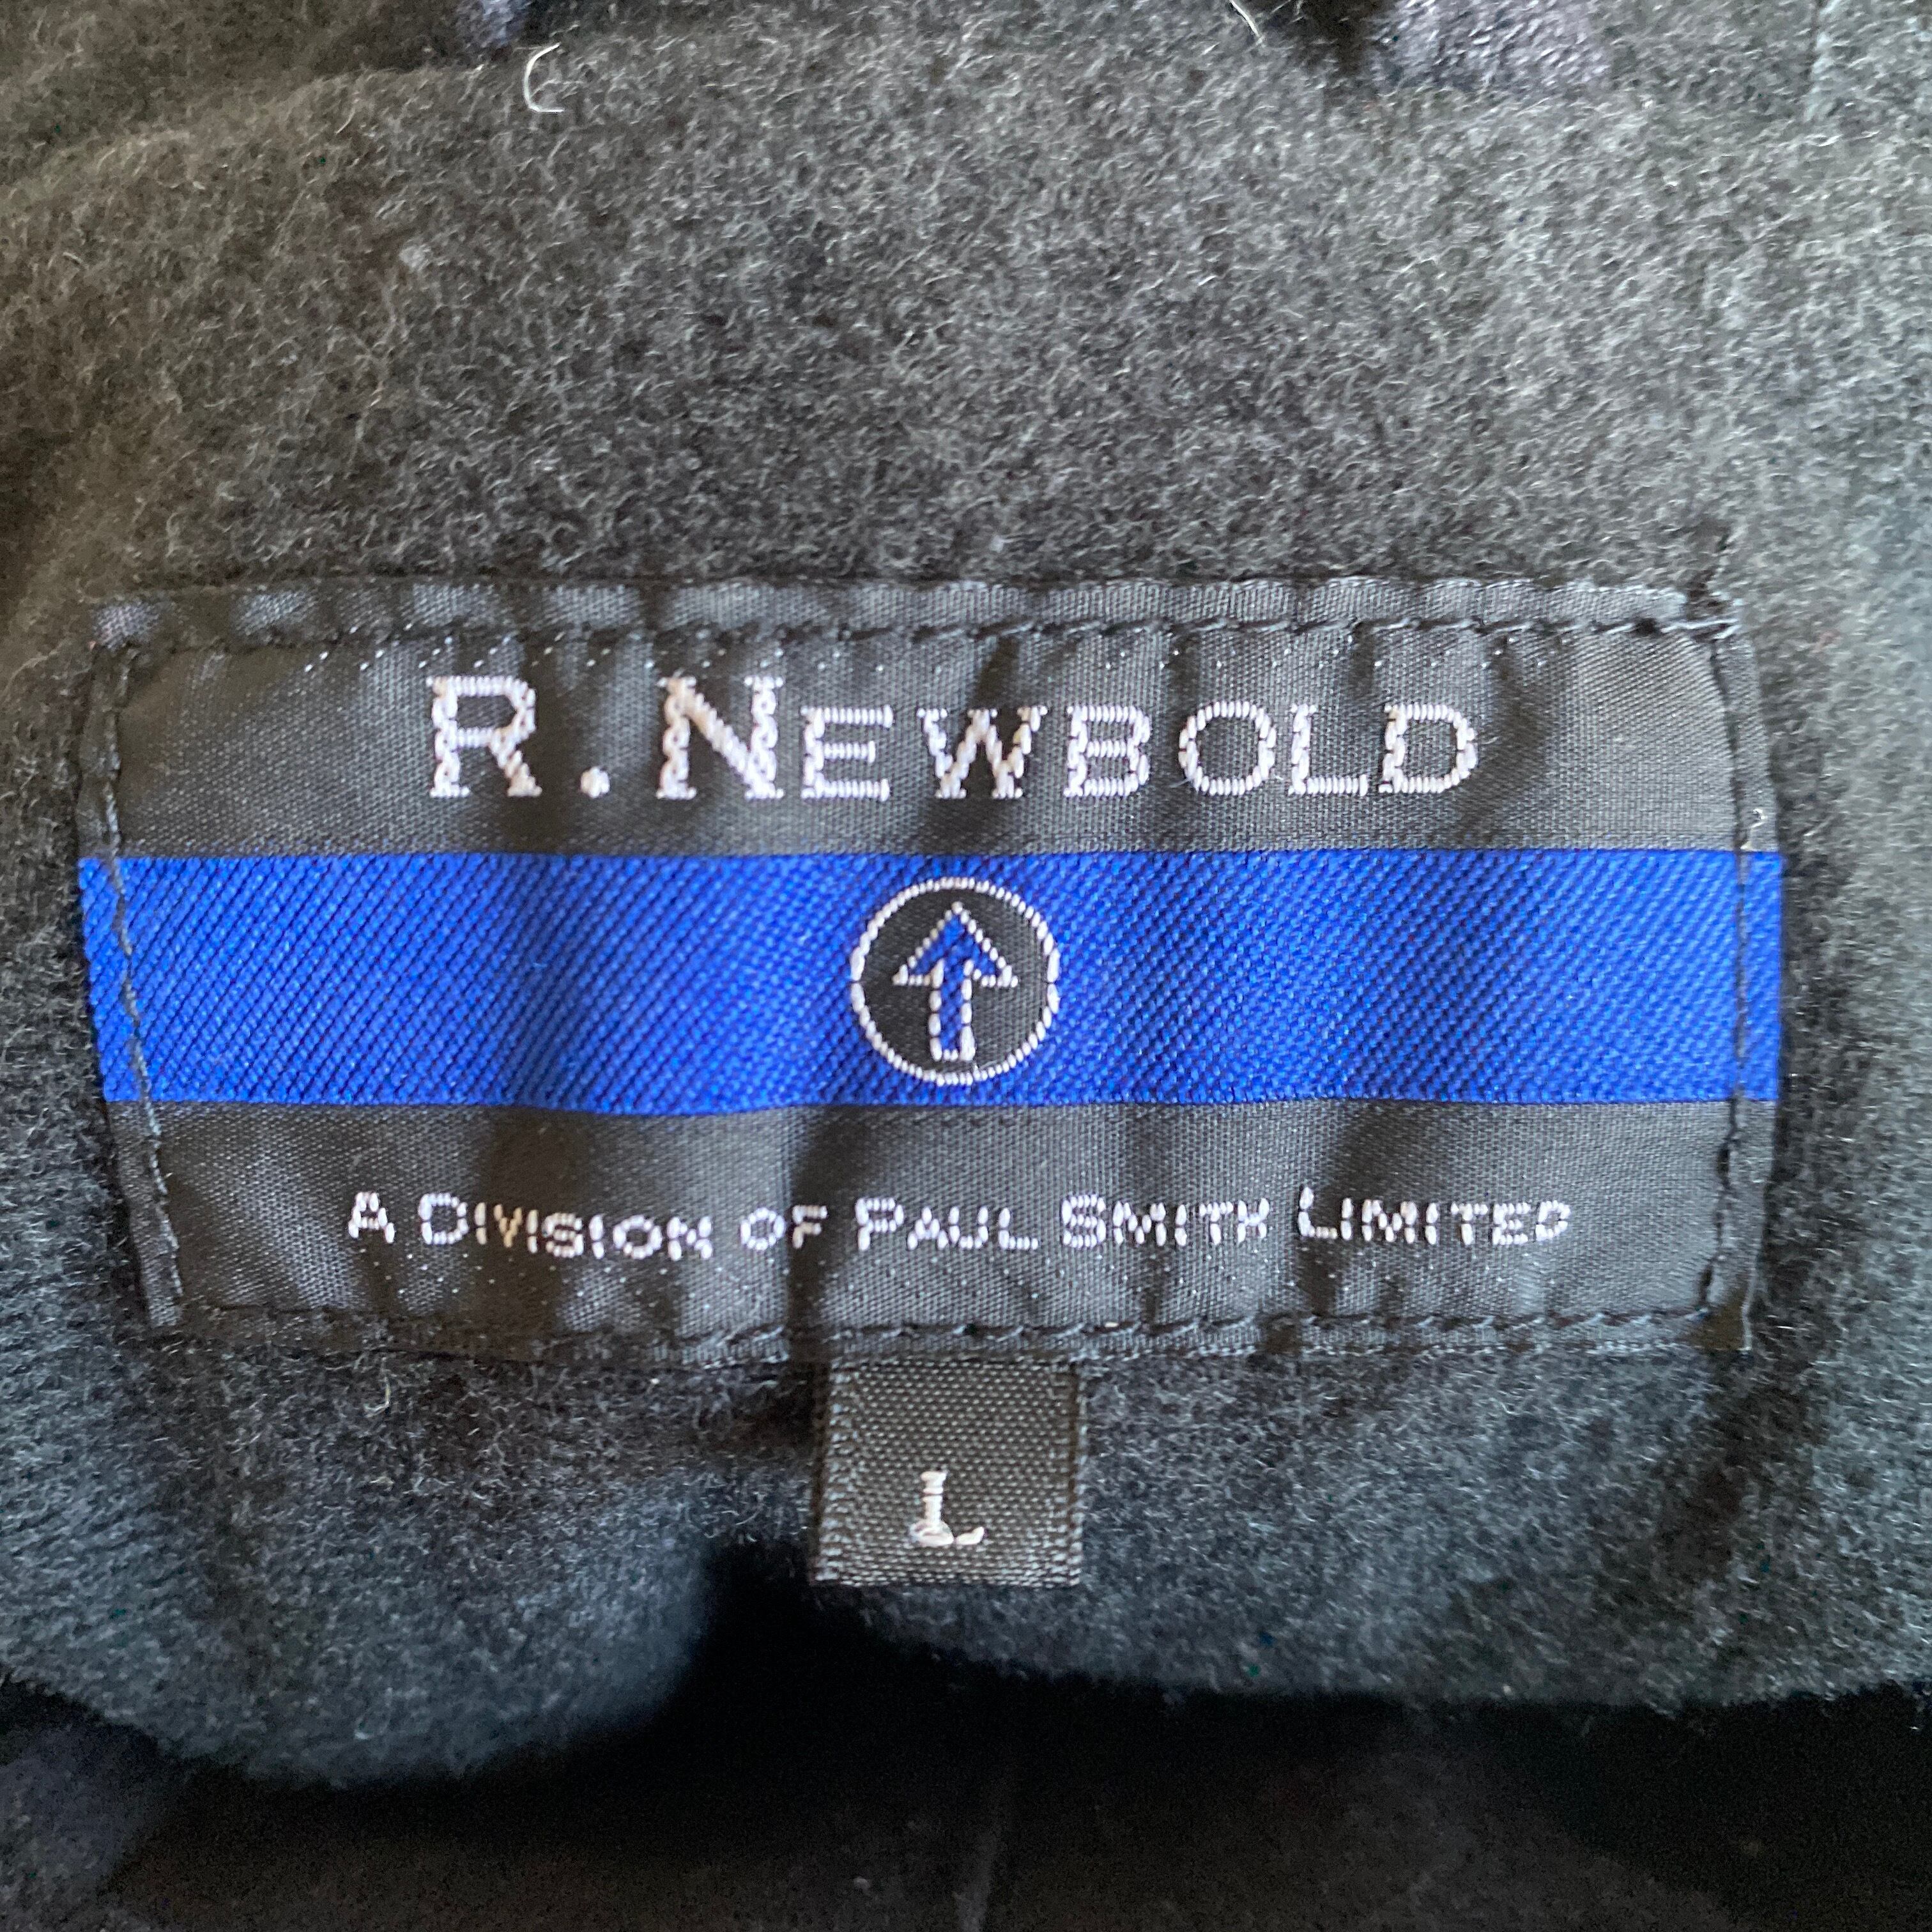 R.NEWBOLD
A DIVISION OF PAUL SMITH LIMITED
L